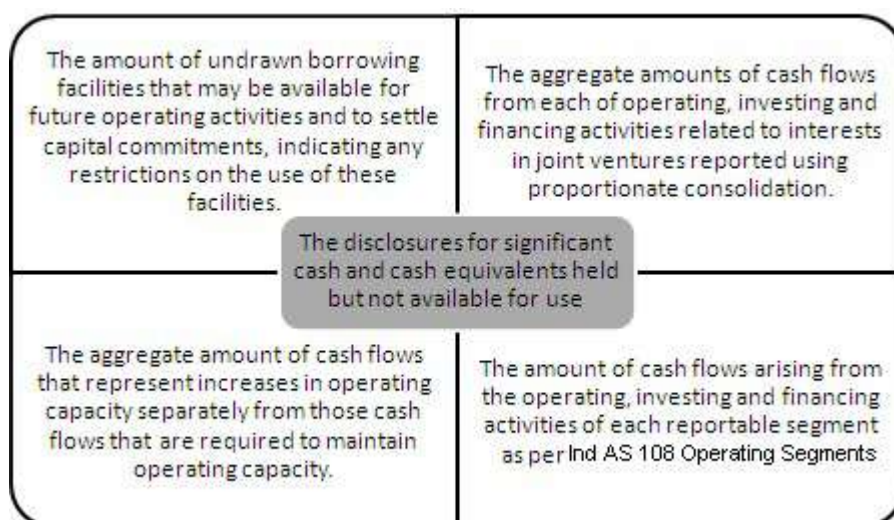 The amount of undrawn borrowing
facilities that may be available for
future operating activities and to settle
capital commitments, indicating any
restrictions on the use of these
facilities.
The aggregate amounts of cash flows
from each of operating, investing and
financing activities related to interests
in joint ventures reported using
proportionate consolidation.
The disclosures for significant
cash and cash equivalents held
but not available for use
The aggregate amount of cash flows
that represent increases in operating
capacity separately from those cash
flows that are required to maintain
operating capacity.
The amount of cash flows arising from
the operating, investing and financing
activities of each reportable segment
as per Ind AS 108 Operating Segments